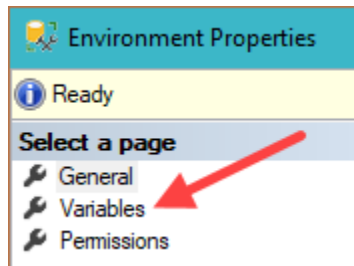 Environment Properties
Ready
Select a page
General
Variables
Permissions